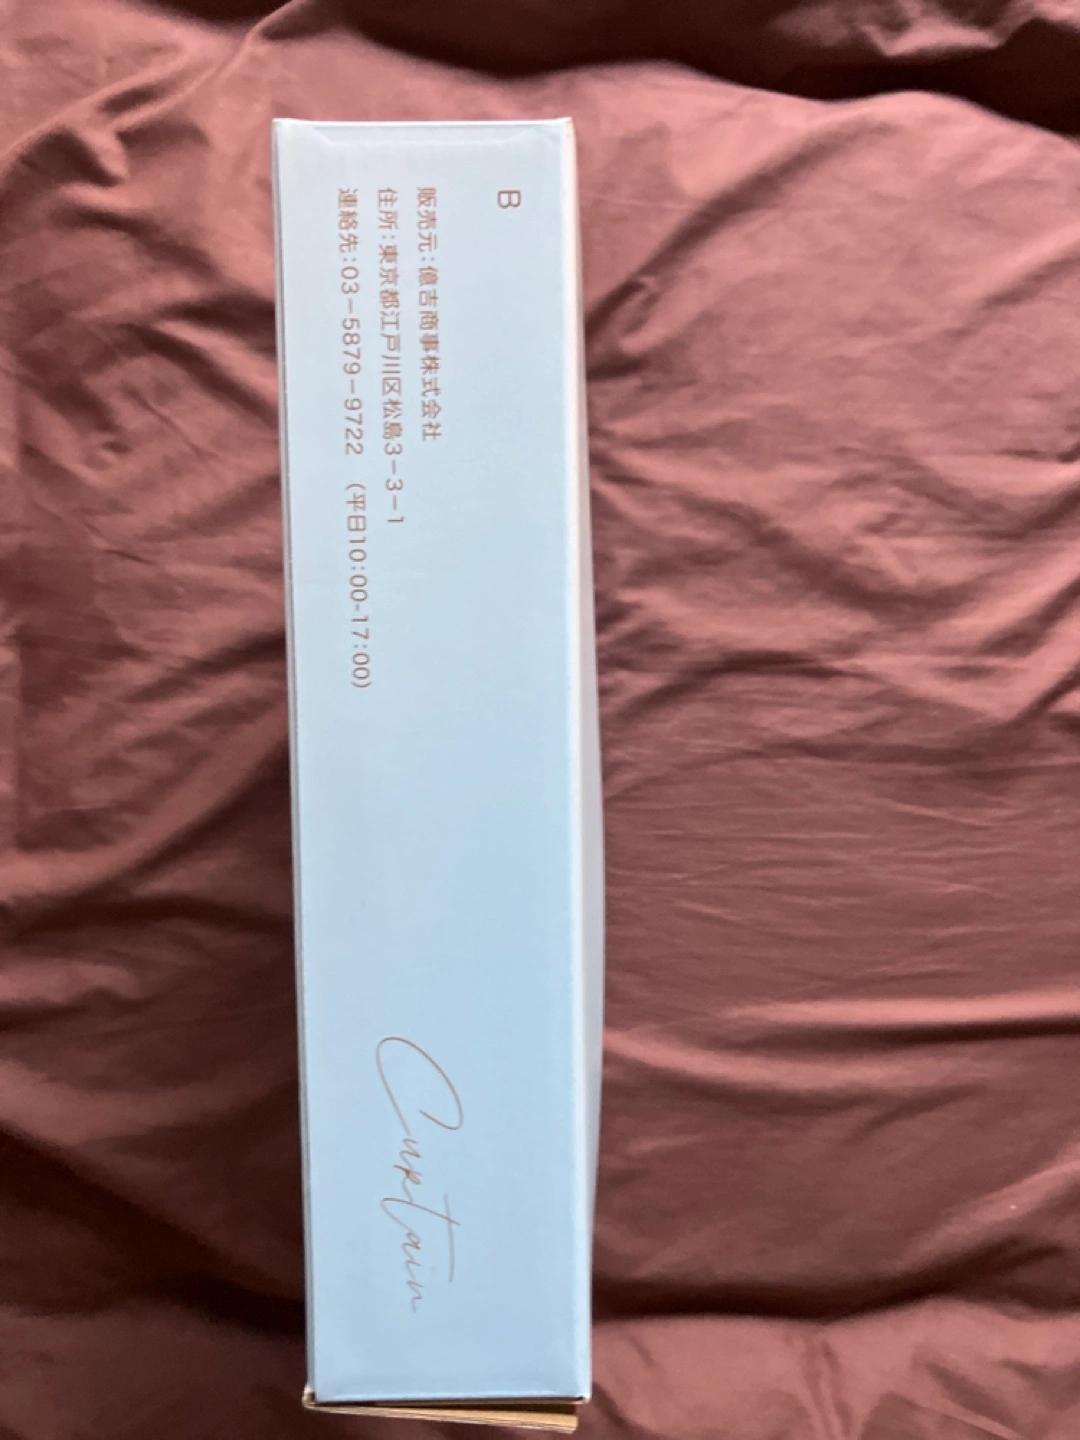 B
販売元:億吉商事株式会社
住所:東京都江戸川区松島3-3-1
連絡先:03-5879-9722 (平日10:00-17:00)
Curtain